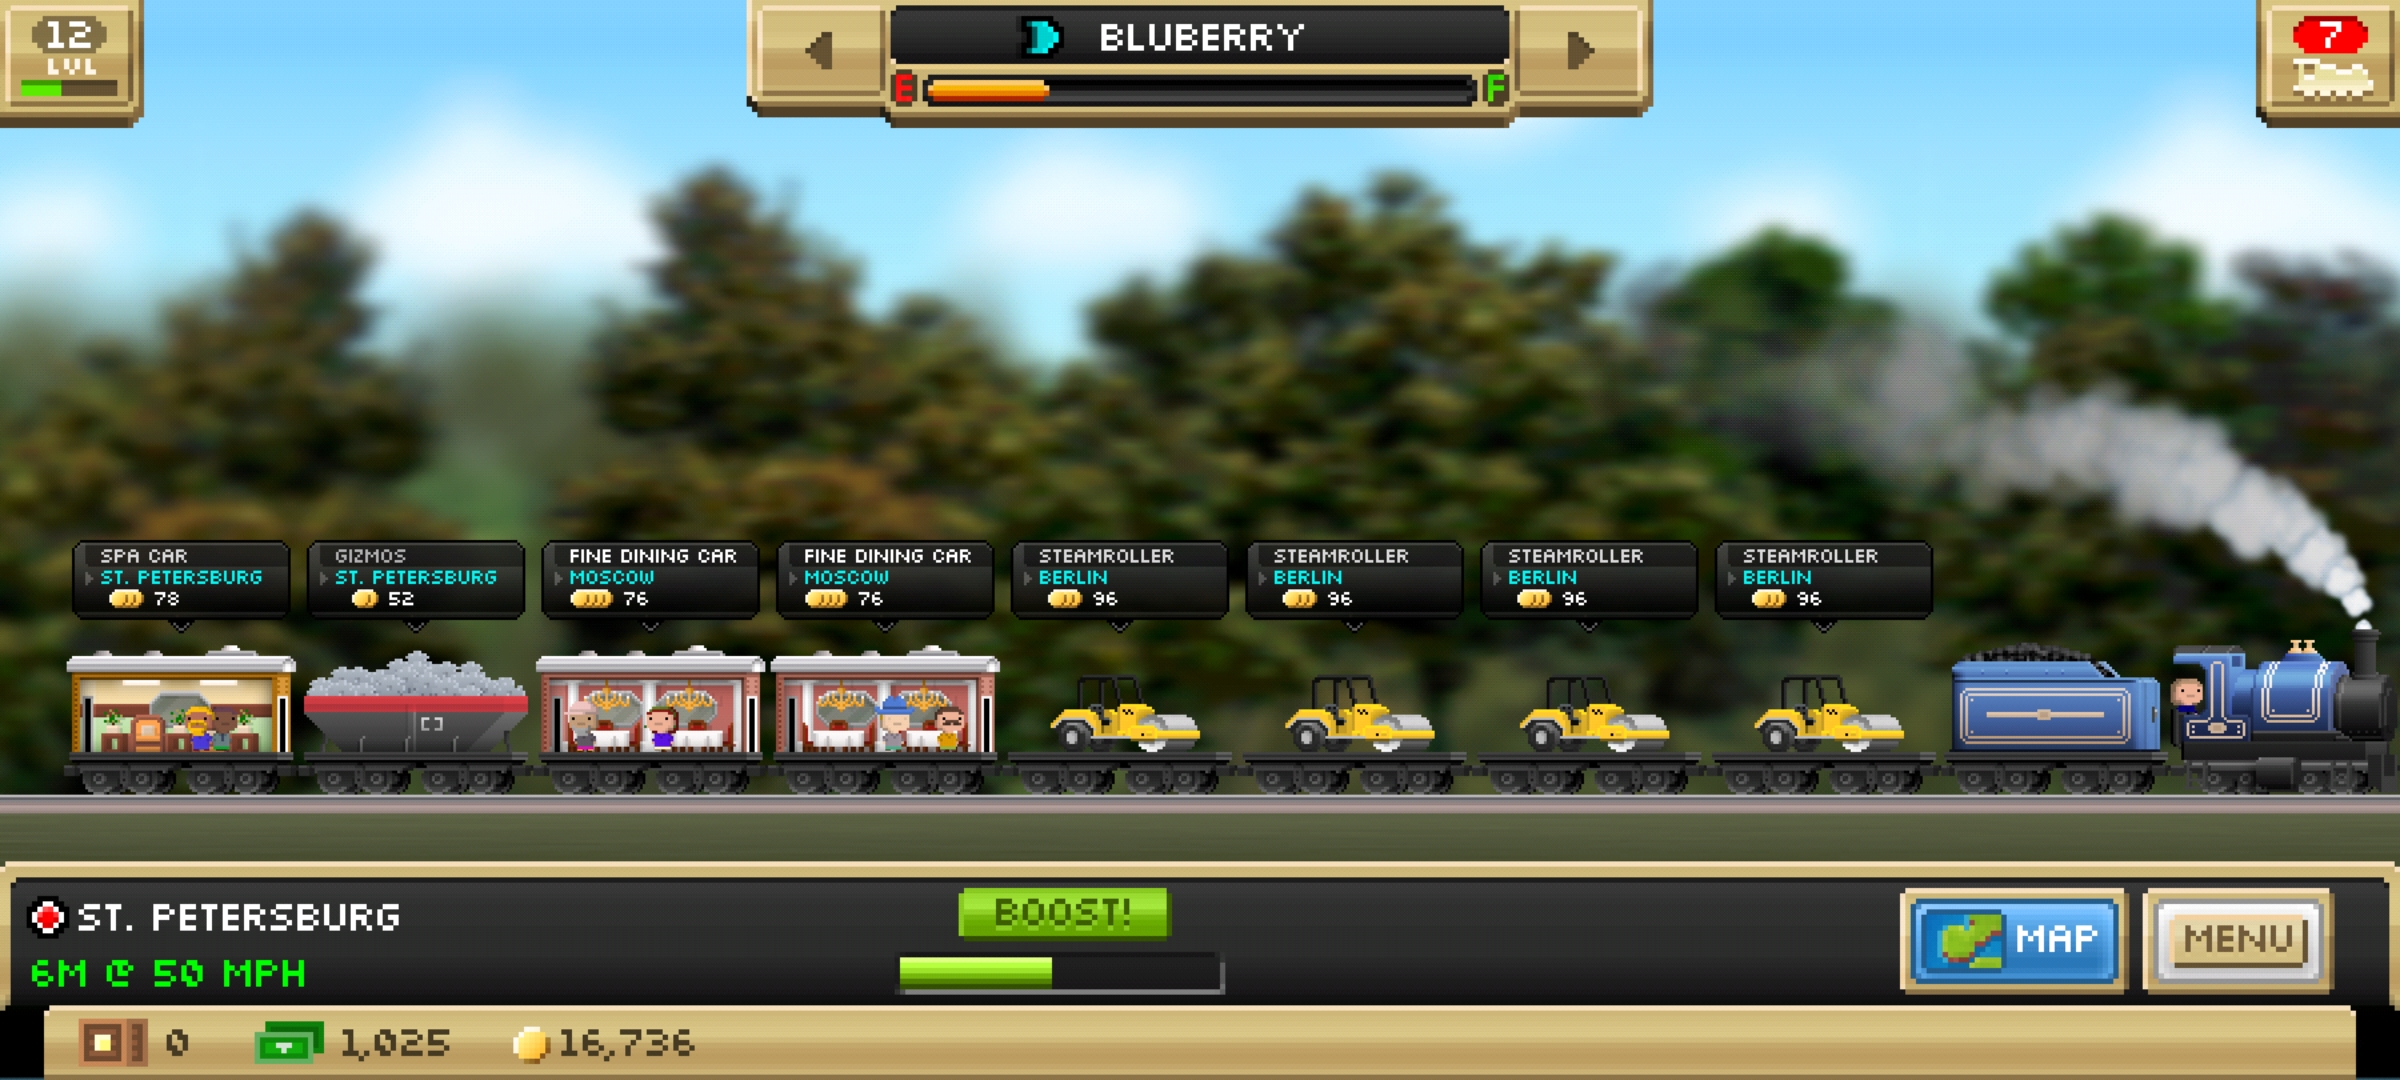 12
LVL
BLUBERRY
E F
7
SPA CAR
ST. PETERSBURG
78
GIZMOS
ST. PETERSBURG
52
FINE DINING CAR
MOSCOW
76
FINE DINING CAR
MOSCOW
76
STEAMROLLER
BERLIN
96
STEAMROLLER
BERLIN
96
STEAMROLLER
BERLIN
96
STEAMROLLER
BERLIN
96
ST. PETERSBURG
6M @ 50 MPH
BOOST!
MAP
MENU
0
1,025
16,736